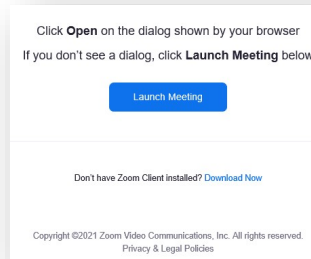 Click Open on the dialog shown by your browser
If you don't see a dialog, click Launch Meeting below
Launch Meeting
Don't have Zoom Client installed? Download Now
Copyright ©2021 Zoom Video Communications, Inc. All rights reserved.
Privacy & Legal Policies